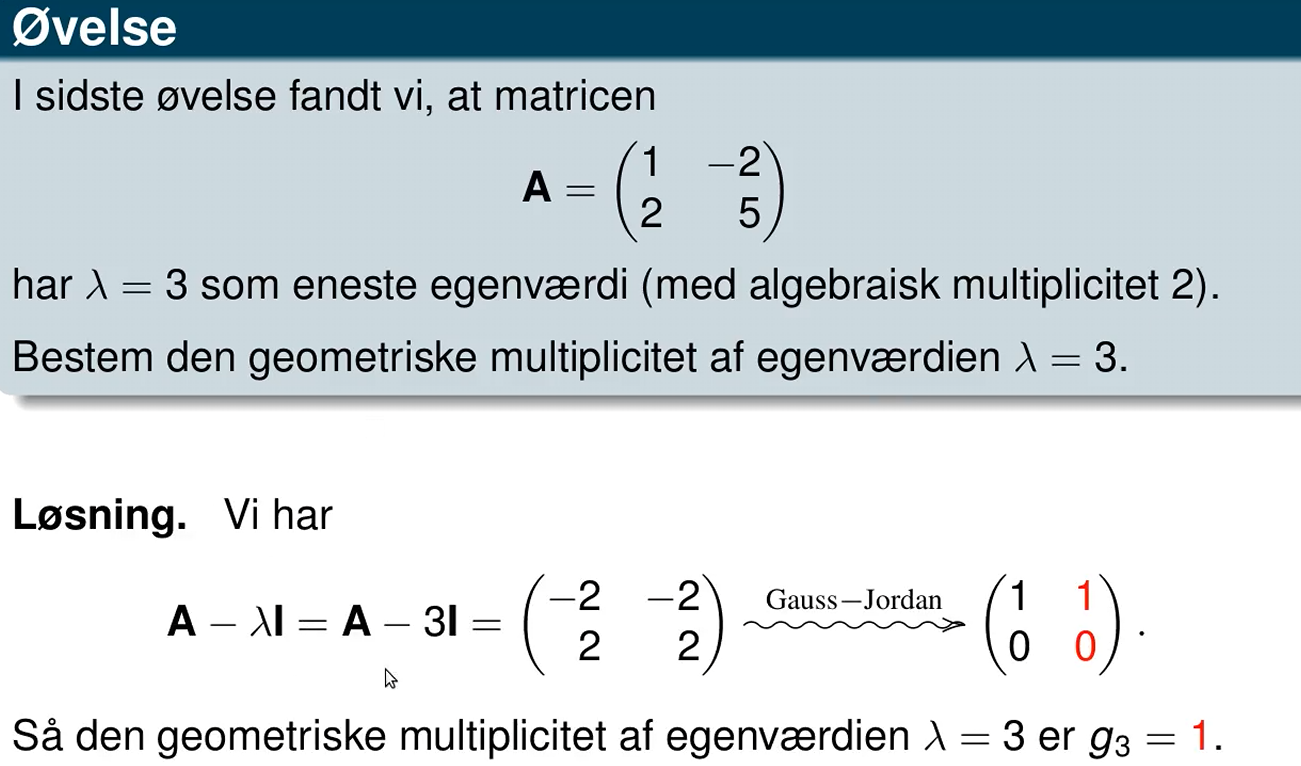 Øvelse
I sidste øvelse fandt vi, at matricen
A = (1 −2
2 5)
har λ = 3 som eneste egenværdi (med algebraisk multiplicitet 2).
Bestem den geometriske multiplicitet af egenværdien λ = 3.
Løsning. Vi har
A − λI = A − 3I = (−2 −2
2 2) Gauss−Jordan (1 1
0 0).
Så den geometriske multiplicitet af egenværdien λ = 3 er g₃ = 1.